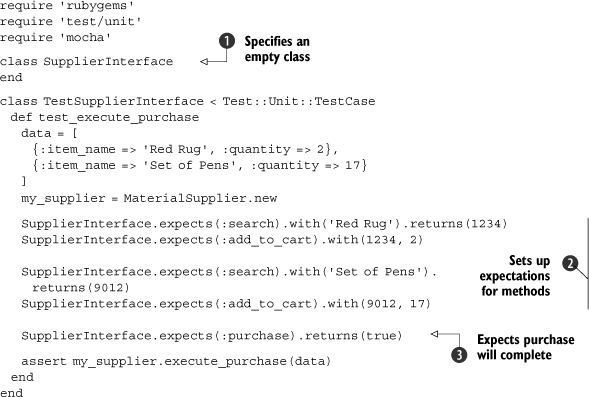 require 'rubygems'
require 'test/unit'
require 'mocha'
class SupplierInterface
end
1 Specifies an
empty class
class TestSupplierInterface < Test::Unit::TestCase
  def test_execute_purchase
    data = [
      {:item_name => 'Red Rug', :quantity => 2},
      {:item_name => 'Set of Pens', :quantity => 17}
    ]
    my_supplier = MaterialSupplier.new
    SupplierInterface.expects(:search).with('Red Rug').returns(1234)
    SupplierInterface.expects(:add_to_cart).with(1234, 2)
    SupplierInterface.expects(:search).with('Set of Pens').
      returns(9012)
    SupplierInterface.expects(:add_to_cart).with(9012, 17)
Sets up 2
expectations
for methods
    SupplierInterface.expects(:purchase).returns(true)
3 Expects purchase
will complete
    assert my_supplier.execute_purchase(data)
  end
end